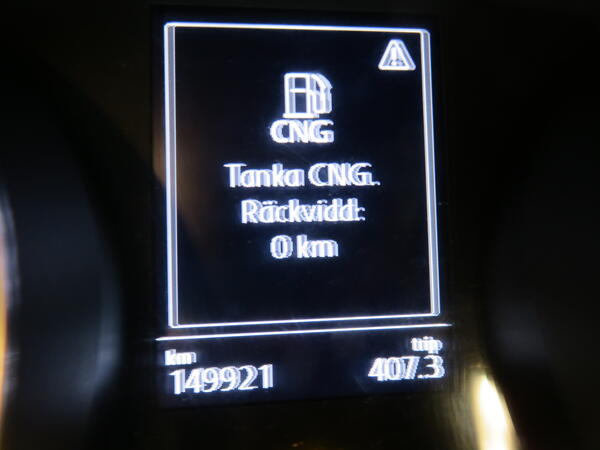 CNG
Tanka CNG.
Räckvidd:
0 km
km trip
149921 407.3